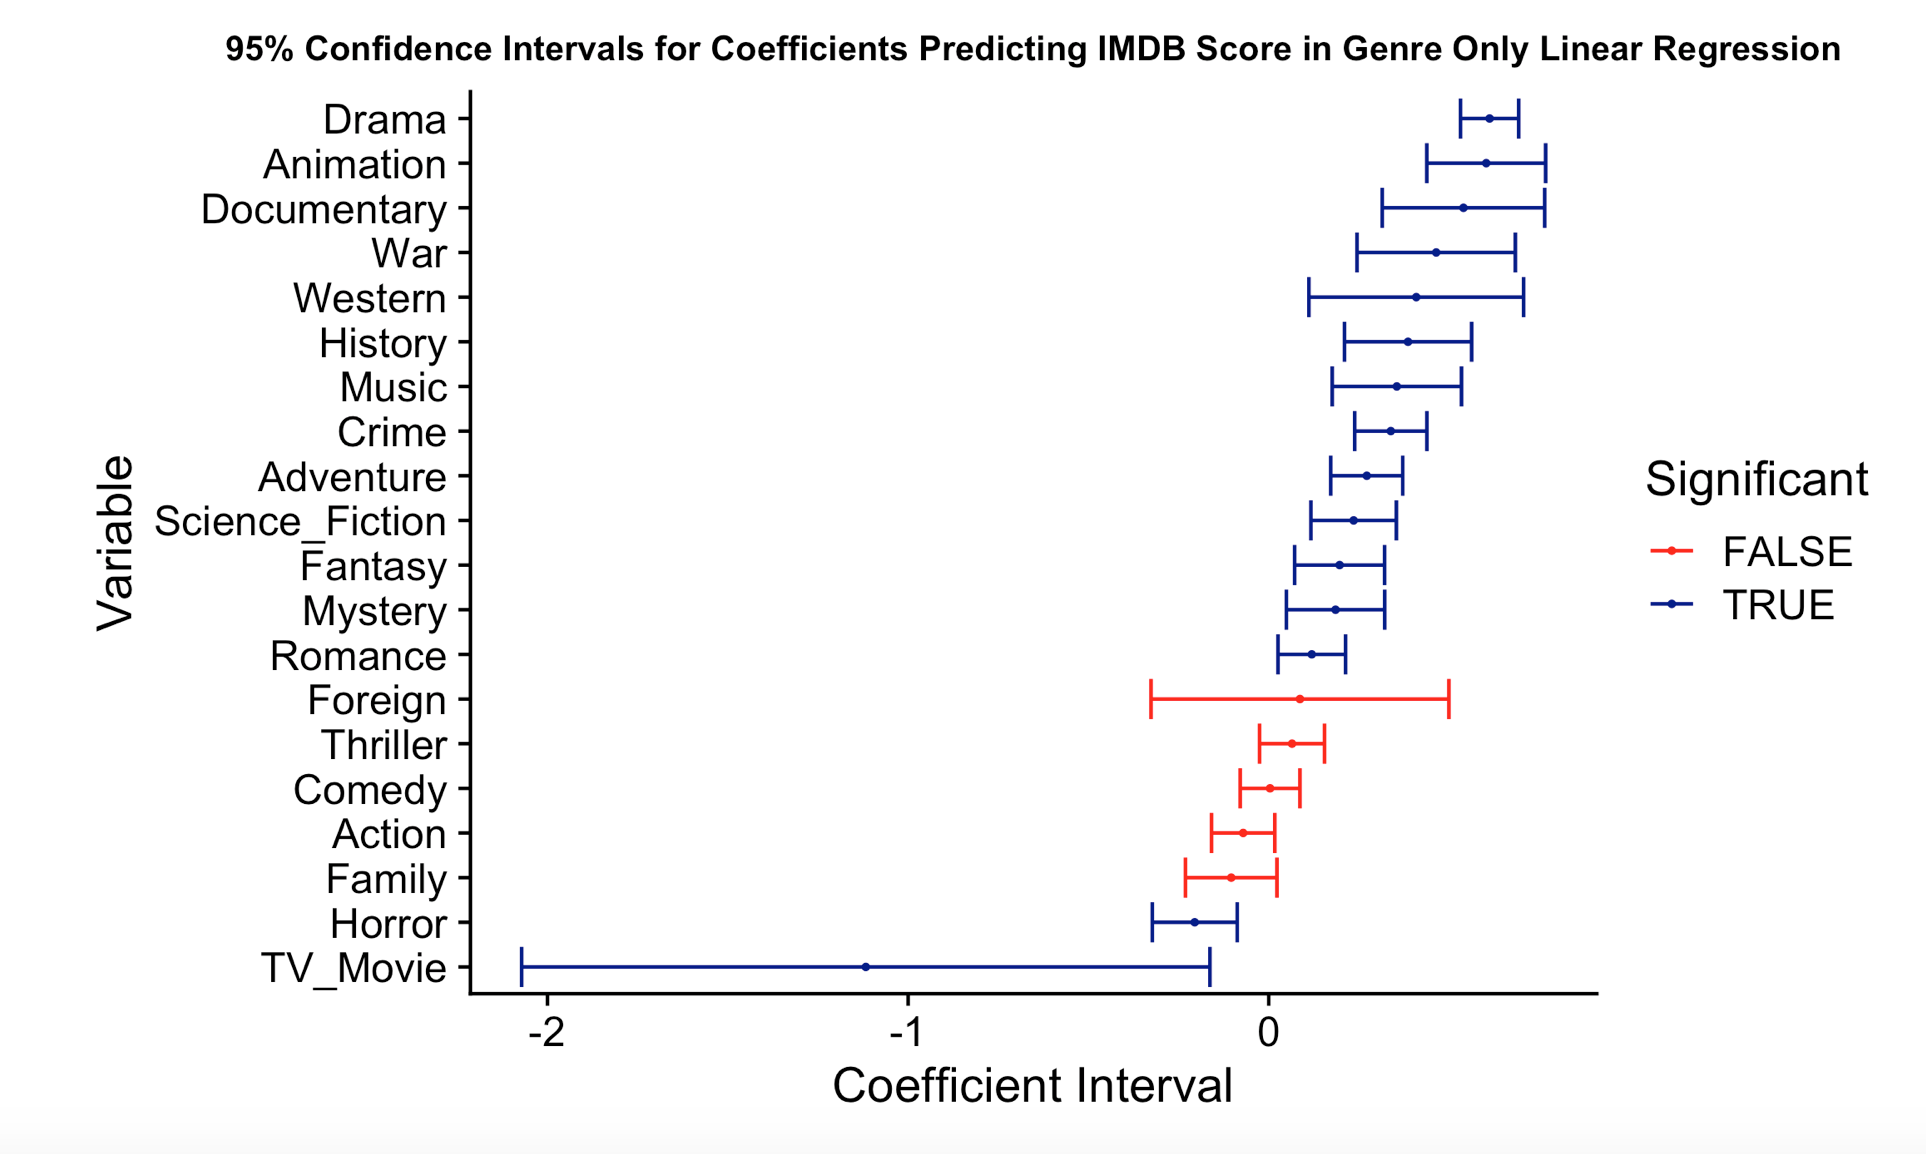 95% Confidence Intervals for Coefficients Predicting IMDB Score in Genre Only Linear Regression
Variable
Drama
Animation
Documentary
War
Western
History
Music
Crime
Adventure
Science_Fiction
Fantasy
Mystery
Romance
Foreign
Thriller
Comedy
Action
Family
Horror
TV_Movie
-2
-1
0
Coefficient Interval
Significant
FALSE
TRUE